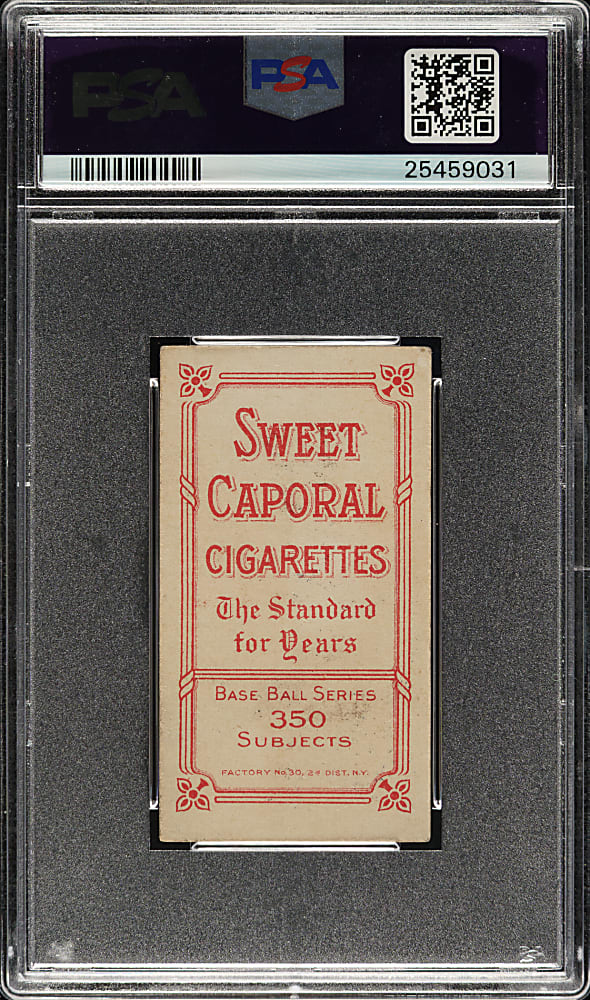 PSA
PSA
25459031
SWEET
CAPORAL
CIGARETTES
The Standard
for Years
BASE BALL SERIES
350
SUBJECTS
FACTORY No 30, 2d DIST. N.Y.